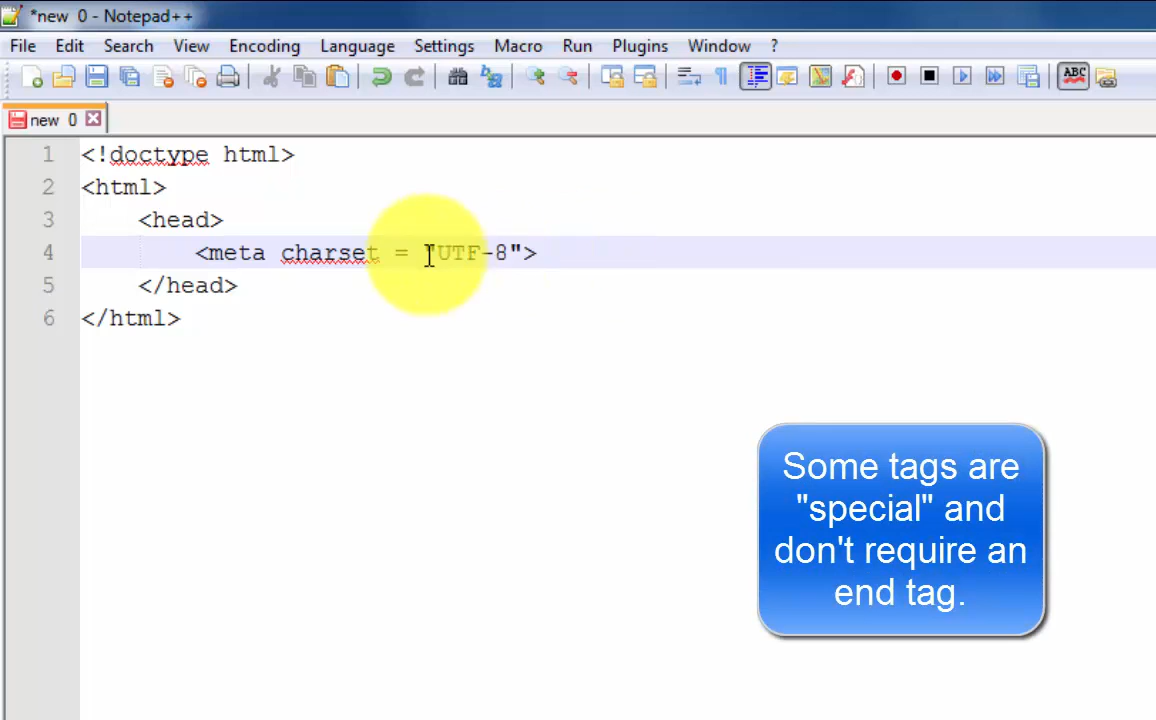 *new 0 - Notepad++
File Edit Search View Encoding Language Settings Macro Run Plugins Window ?
ABC
new 0
1 <!doctype html>
2 <html>
3 <head>
4 <meta charset = "UTF-8">
5 </head>
6 </html>
Some tags are
"special" and
don't require an
end tag.